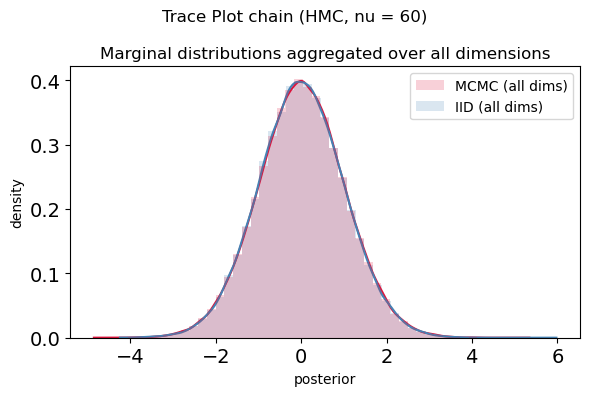 Trace Plot chain (HMC, nu = 60)
Marginal distributions aggregated over all dimensions
MCMC (all dims)
IID (all dims)
density
0.4
0.3
0.2
0.1
0.0
−4 −2 0 2 4 6
posterior